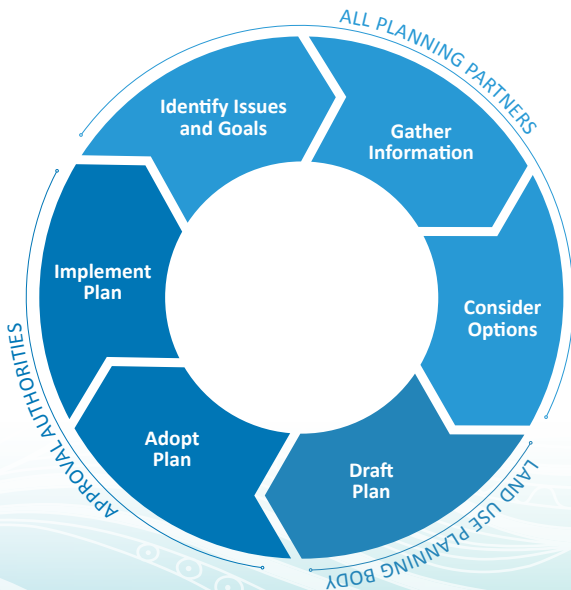 ALL PLANNING PARTNERS
Identify Issues
and Goals
Gather
Information
Consider
Options
Draft
Plan
LAND USE PLANNING BODY
Adopt
Plan
Implement
Plan
APPROVAL AUTHORITIES